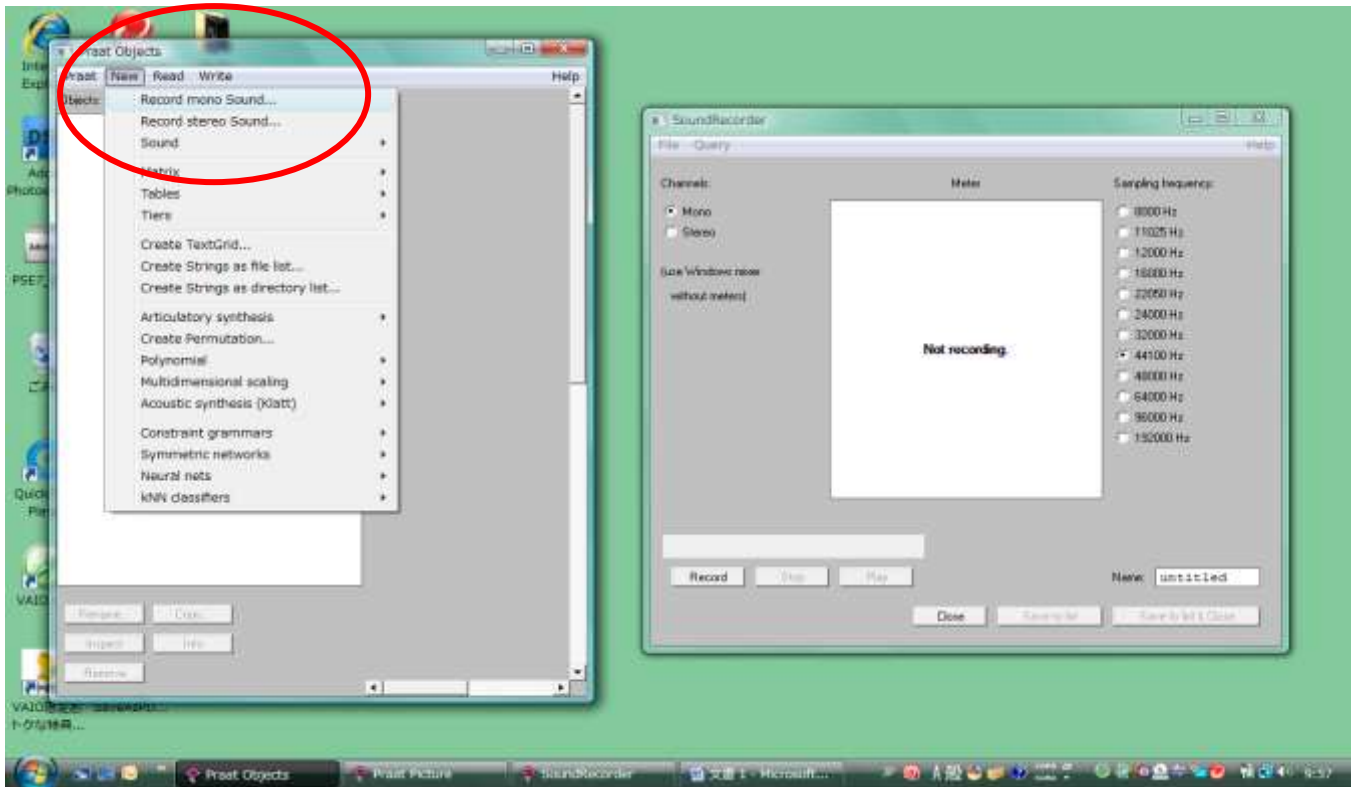 Praat Objects
Praat New Read Write Help
Objects:
Record mono Sound...
Record stereo Sound...
Sound
Matrix
Tables
Tiers
Create TextGrid...
Create Strings as file list...
Create Strings as directory list...
Articulatory synthesis
Create Permutation...
Polynomial
Multidimensional scaling
Acoustic synthesis (Klatt)
Constraint grammars
Symmetric networks
Neural nets
kNN classifiers
Rename... Copy...
Inspect Info
Remove
SoundRecorder
File Query Help
Channels: Meter Sampling frequency:
Mono
Stereo
(use Windows mixer
without meters)
8000 Hz
11025 Hz
12000 Hz
16000 Hz
22050 Hz
24000 Hz
32000 Hz
44100 Hz
48000 Hz
64000 Hz
96000 Hz
192000 Hz
Not recording.
Record Stop Play
Name: untitled
Close Save to list Save to list & Close
VAIO
Praat Objects Praat Picture SoundRecorder 文書 1 - Microsoft... A 般 9:57